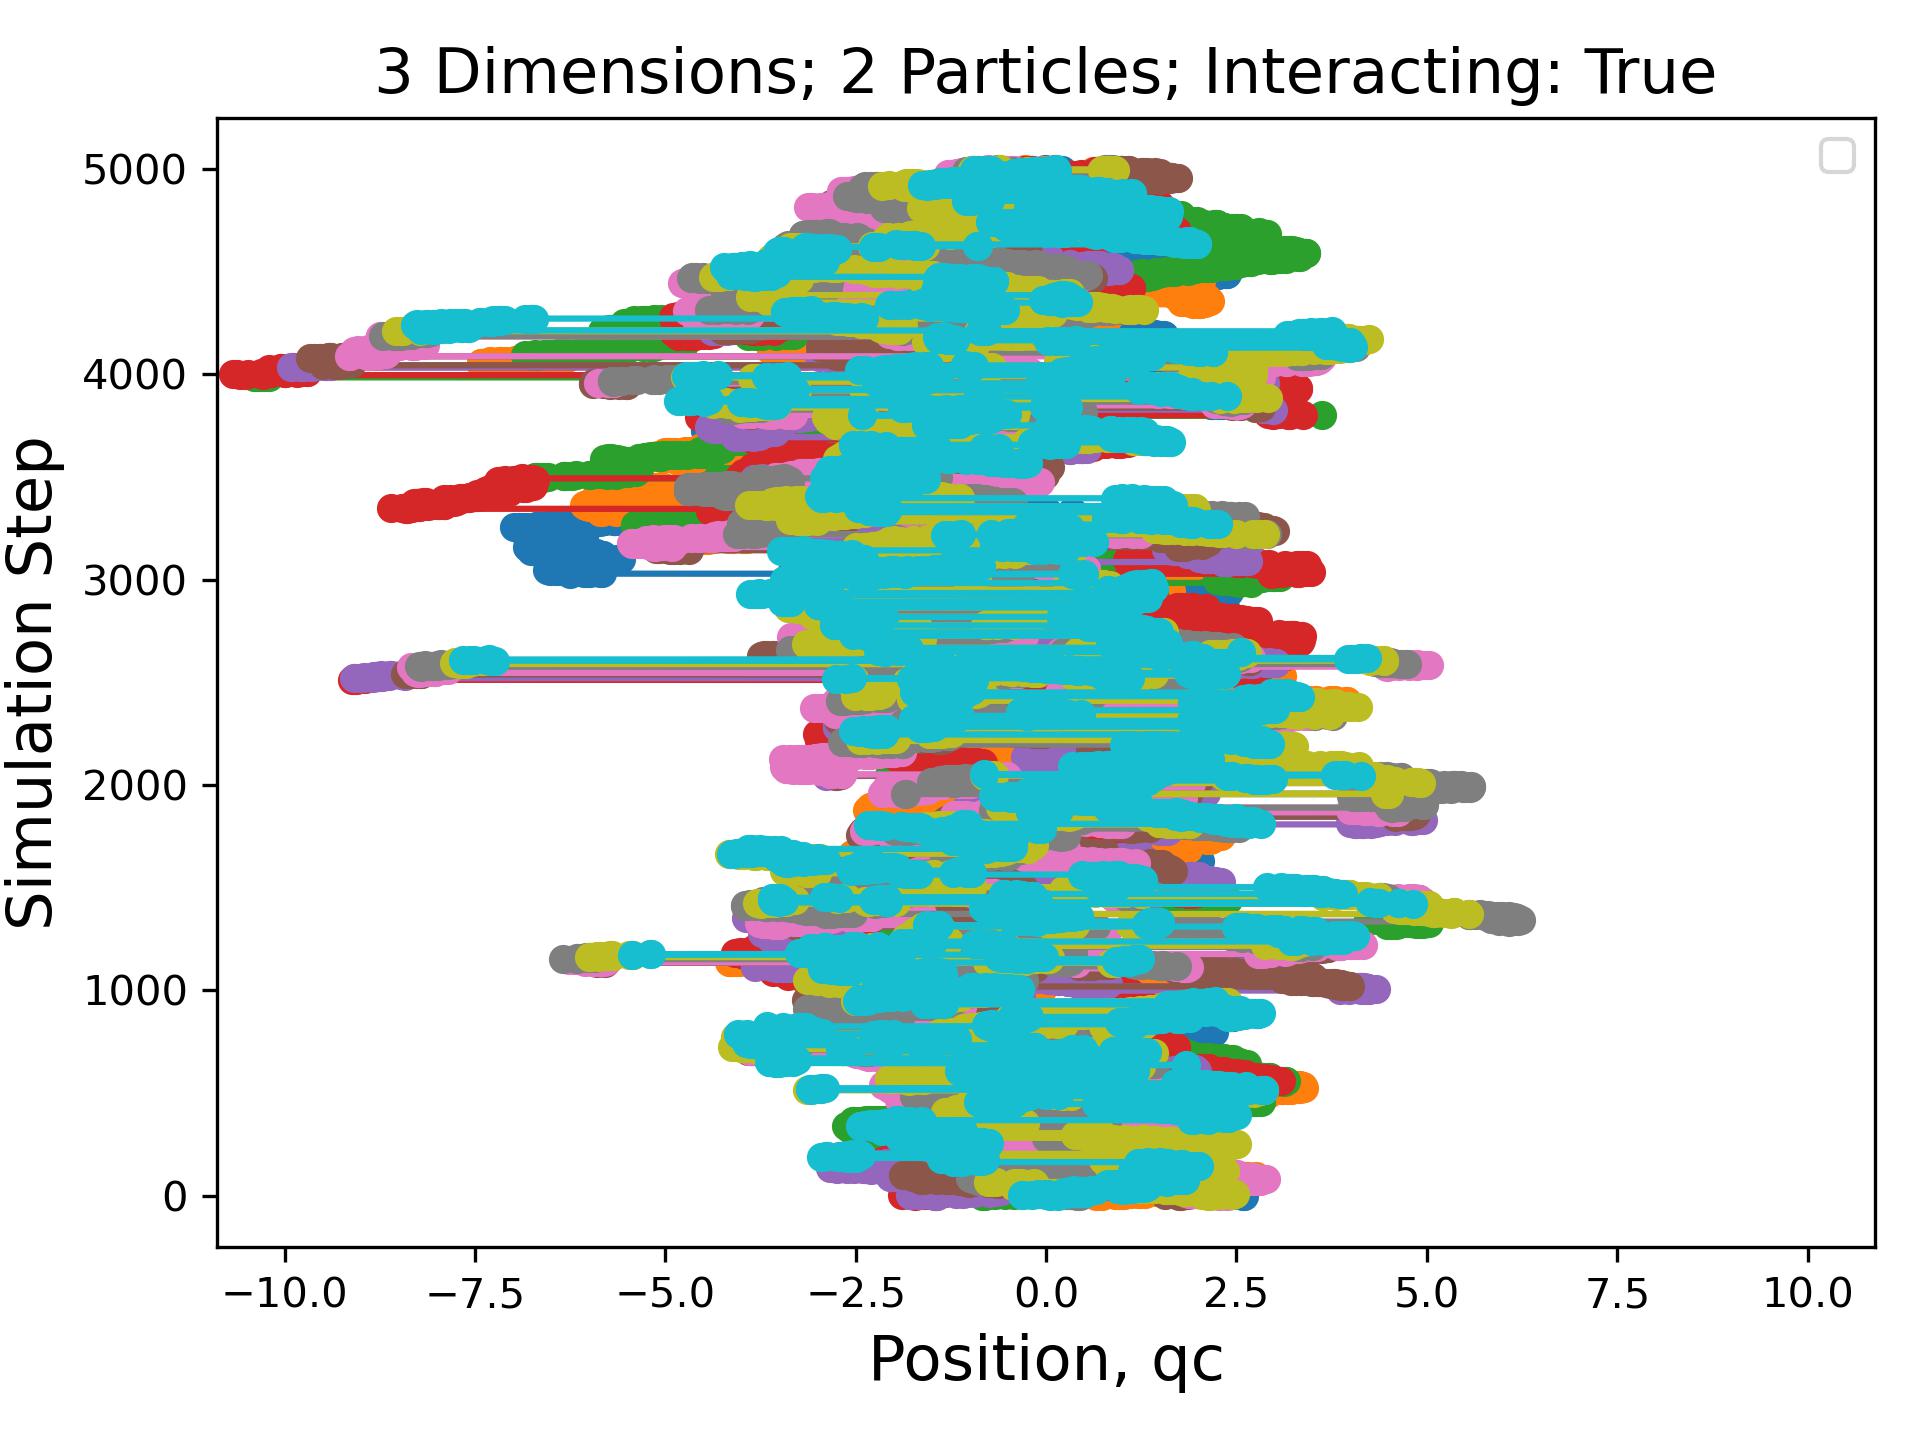 3 Dimensions; 2 Particles; Interacting: True
Simulation Step
5000
4000
3000
2000
1000
0
−10.0 −7.5 −5.0 −2.5 0.0 2.5 5.0 7.5 10.0
Position, qc